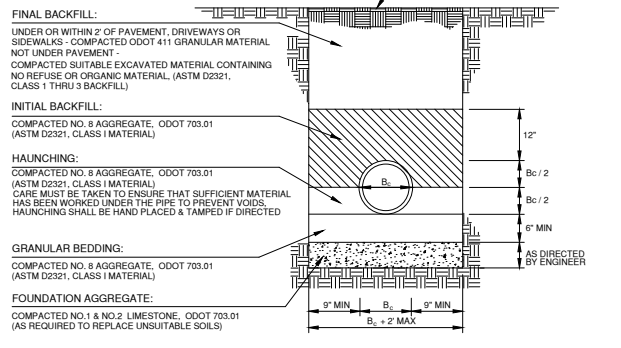 FINAL BACKFILL:
UNDER OR WITHIN 2' OF PAVEMENT, DRIVEWAYS OR
SIDEWALKS - COMPACTED ODOT 411 GRANULAR MATERIAL
NOT UNDER PAVEMENT -
COMPACTED SUITABLE EXCAVATED MATERIAL CONTAINING
NO REFUSE OR ORGANIC MATERIAL, (ASTM D2321,
CLASS 1 THRU 3 BACKFILL)
INITIAL BACKFILL:
COMPACTED NO. 8 AGGREGATE, ODOT 703.01
(ASTM D2321, CLASS I MATERIAL)
HAUNCHING:
COMPACTED NO. 8 AGGREGATE, ODOT 703.01
(ASTM D2321, CLASS I MATERIAL)
CARE MUST BE TAKEN TO ENSURE THAT SUFFICIENT MATERIAL
HAS BEEN WORKED UNDER THE PIPE TO PREVENT VOIDS,
HAUNCHING SHALL BE HAND PLACED & TAMPED IF DIRECTED
GRANULAR BEDDING:
COMPACTED NO. 8 AGGREGATE, ODOT 703.01
(ASTM D2321, CLASS I MATERIAL)
FOUNDATION AGGREGATE:
COMPACTED NO.1 & NO.2 LIMESTONE, ODOT 703.01
(AS REQUIRED TO REPLACE UNSUITABLE SOILS)
Bc
12"
Bc / 2
Bc / 2
6" MIN
AS DIRECTED
BY ENGINEER
9" MIN
Bc
9" MIN
Bc + 2' MAX